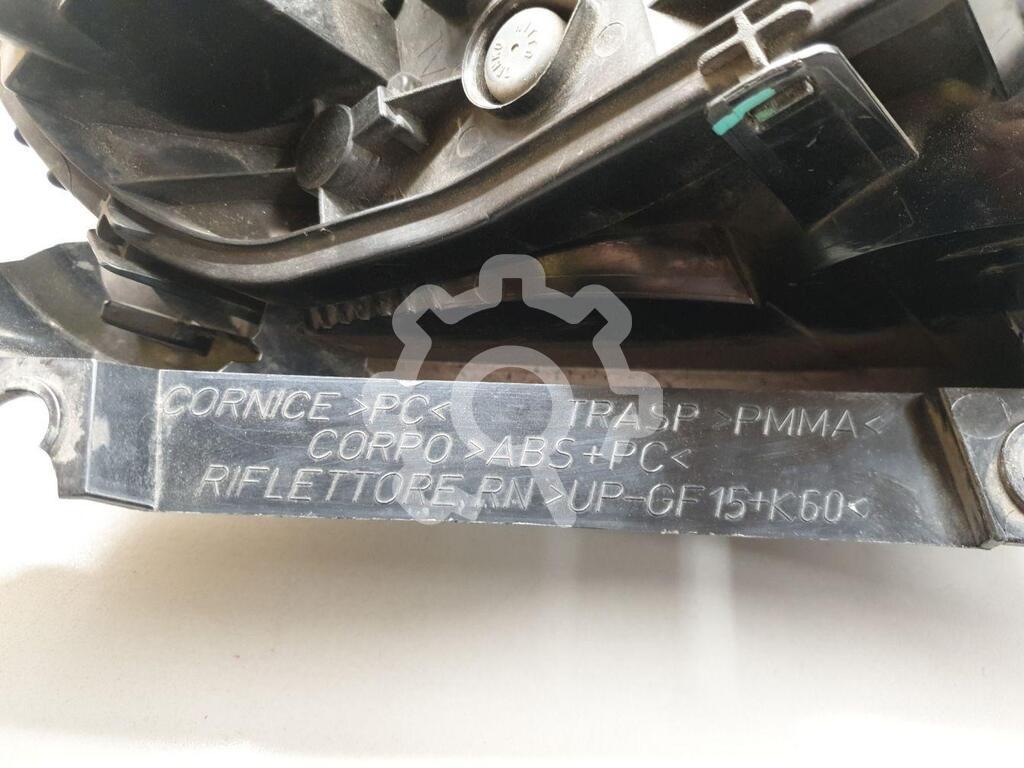 CORNICE >PC< TRASP >PMMA<
CORPO >ABS+PC<
RIFLETTORE RN >UP-GF15+K60<